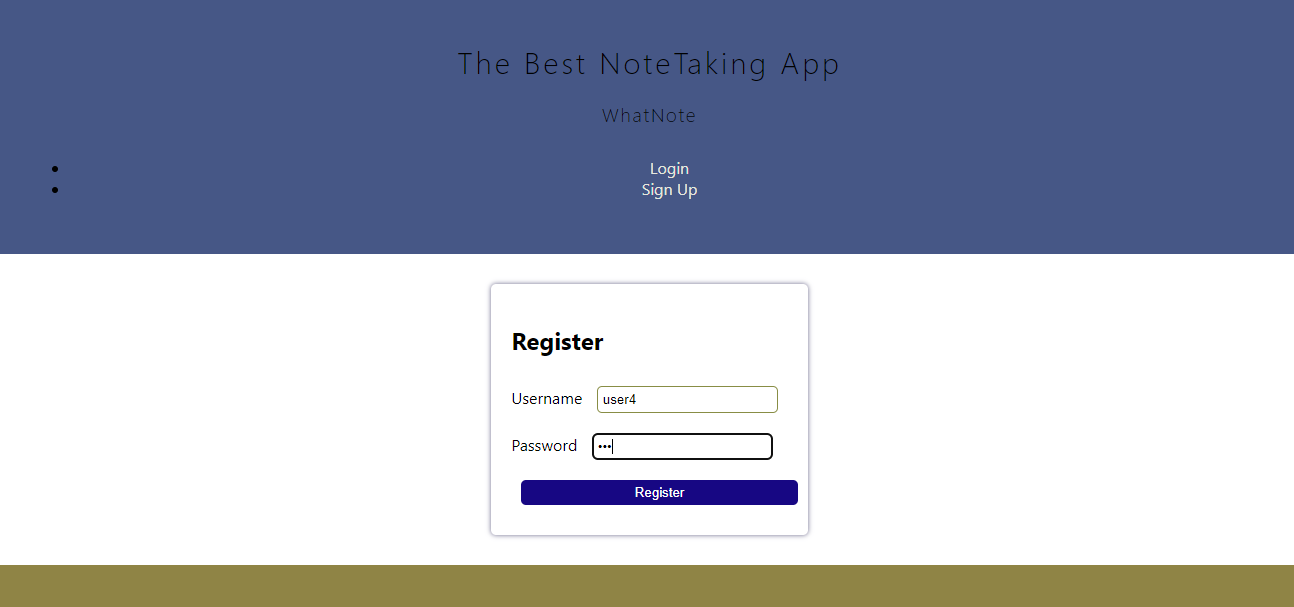 The Best NoteTaking App
WhatNote
Login
Sign Up
Register
Username user4
Password •••
Register